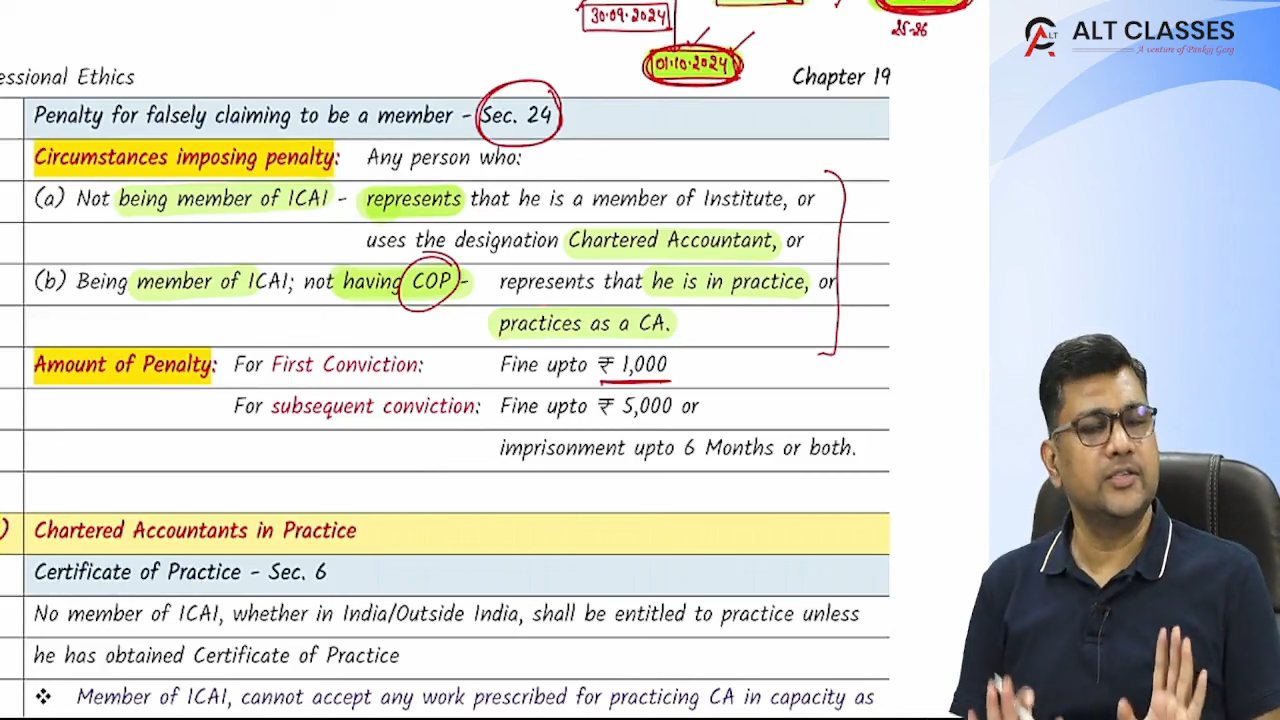 30.09.2024
25-26
01.10.2024
ALT CLASSES
ALT
A venture of Pankaj Garg
essional Ethics
Chapter 19
Penalty for falsely claiming to be a member - Sec. 24
Circumstances imposing penalty: Any person who:
(a) Not being member of ICAI - represents that he is a member of Institute, or
uses the designation Chartered Accountant, or
(b) Being member of ICAI; not having COP - represents that he is in practice, or
practices as a CA.
Amount of Penalty: For First Conviction: Fine upto ₹ 1,000
For subsequent conviction: Fine upto ₹ 5,000 or
imprisonment upto 6 Months or both.
) Chartered Accountants in Practice
Certificate of Practice - Sec. 6
No member of ICAI, whether in India/Outside India, shall be entitled to practice unless
he has obtained Certificate of Practice
❖ Member of ICAI, cannot accept any work prescribed for practicing CA in capacity as